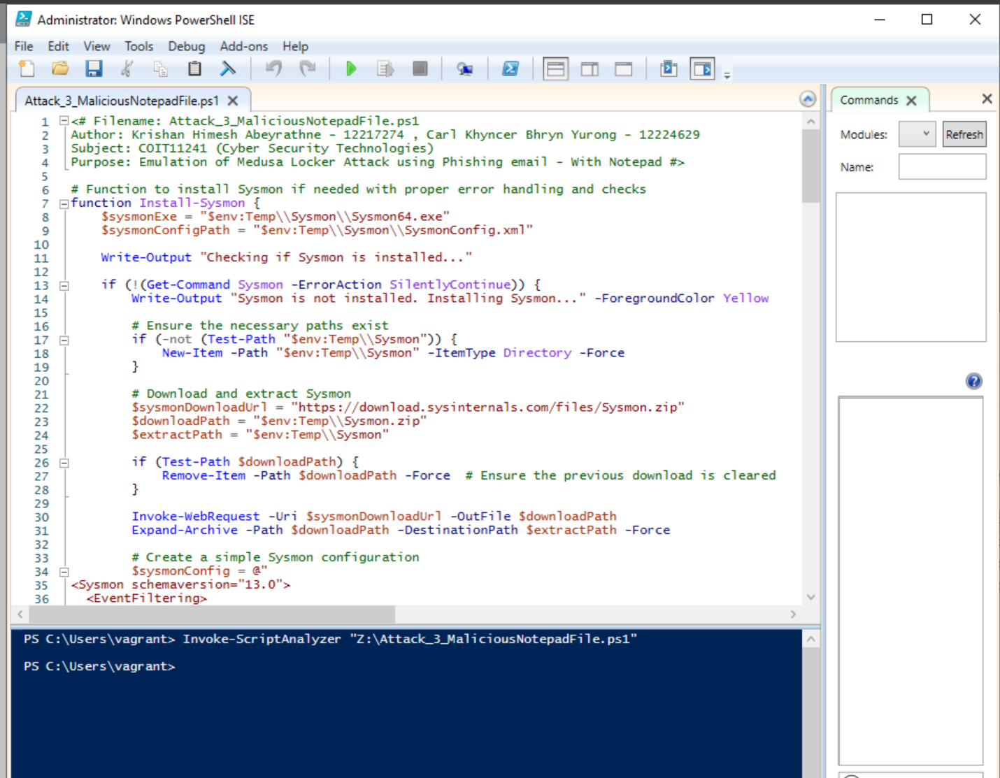 Administrator: Windows PowerShell ISE
File Edit View Tools Debug Add-ons Help
Attack_3_MaliciousNotepadFile.ps1
1 <# Filename: Attack_3_MaliciousNotepadFile.ps1
2 Author: Krishan Himesh Abeyrathne - 12217274 , Carl Khyncer Bhryn Yurong - 12224629
3 Subject: COIT11241 (Cyber Security Technologies)
4 Purpose: Emulation of Medusa Locker Attack using Phishing email - With Notepad #>
5
6 # Function to install Sysmon if needed with proper error handling and checks
7 function Install-Sysmon {
8 $sysmonExe = "$env:Temp\\Sysmon\\Sysmon64.exe"
9 $sysmonConfigPath = "$env:Temp\\Sysmon\\SysmonConfig.xml"
10
11 Write-Output "Checking if Sysmon is installed..."
12
13 if (!(Get-Command Sysmon -ErrorAction SilentlyContinue)) {
14 Write-Output "Sysmon is not installed. Installing Sysmon..." -ForegroundColor Yellow
15
16 # Ensure the necessary paths exist
17 if (-not (Test-Path "$env:Temp\\Sysmon")) {
18 New-Item -Path "$env:Temp\\Sysmon" -ItemType Directory -Force
19 }
20
21 # Download and extract Sysmon
22 $sysmonDownloadUrl = "https://download.sysinternals.com/files/Sysmon.zip"
23 $downloadPath = "$env:Temp\\Sysmon.zip"
24 $extractPath = "$env:Temp\\Sysmon"
25
26 if (Test-Path $downloadPath) {
27 Remove-Item -Path $downloadPath -Force # Ensure the previous download is cleared
28 }
29
30 Invoke-WebRequest -Uri $sysmonDownloadUrl -OutFile $downloadPath
31 Expand-Archive -Path $downloadPath -DestinationPath $extractPath -Force
32
33 # Create a simple Sysmon configuration
34 $sysmonConfig = @"
35 <Sysmon schemaversion="13.0">
36 <EventFiltering>
PS C:\Users\vagrant> Invoke-ScriptAnalyzer "Z:\Attack_3_MaliciousNotepadFile.ps1"
PS C:\Users\vagrant>
Commands
Modules: Refresh
Name: